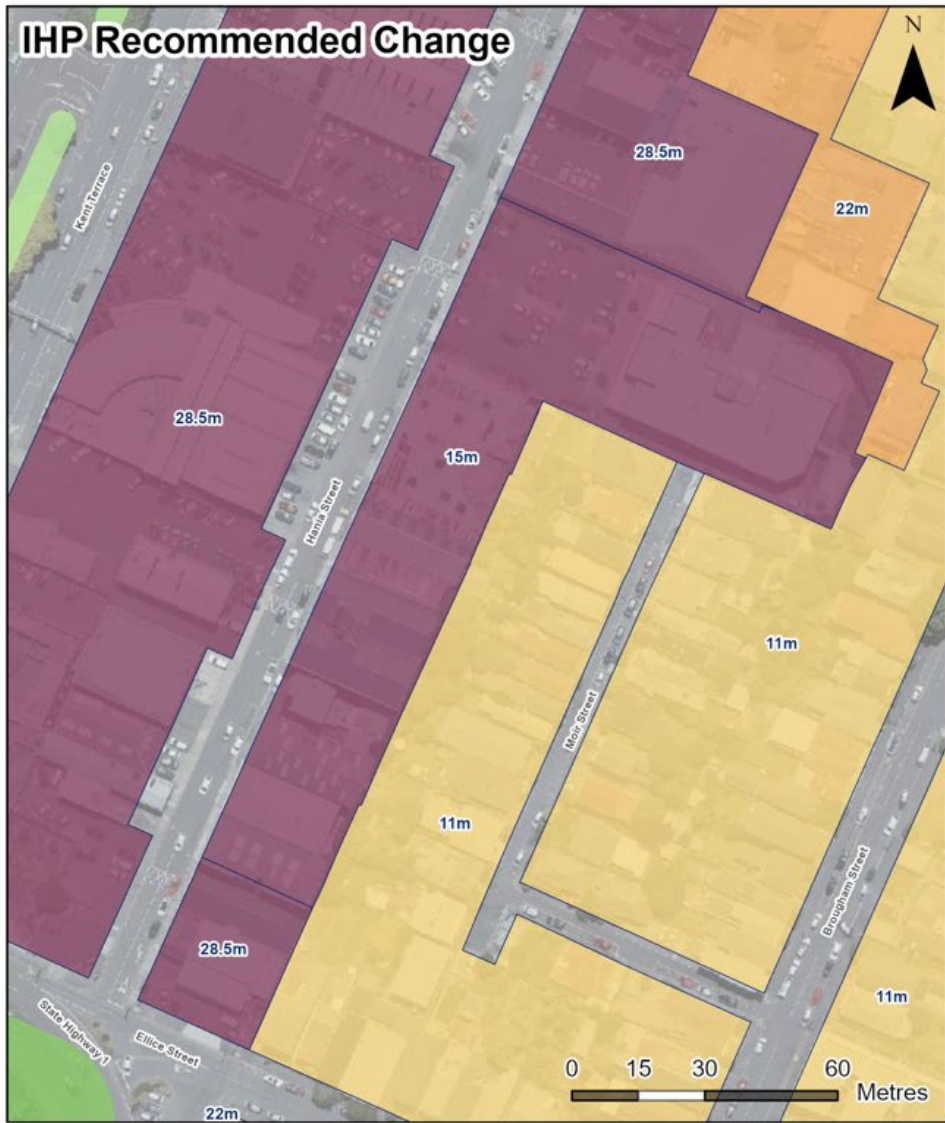 IHP Recommended Change
N
Kent Terrace
28.5m
22m
28.5m
15m
Hania Street
11m
Moir Street
11m
Brougham Street
28.5m
11m
State Highway 1
Ellice Street
22m
0 15 30 60
Metres